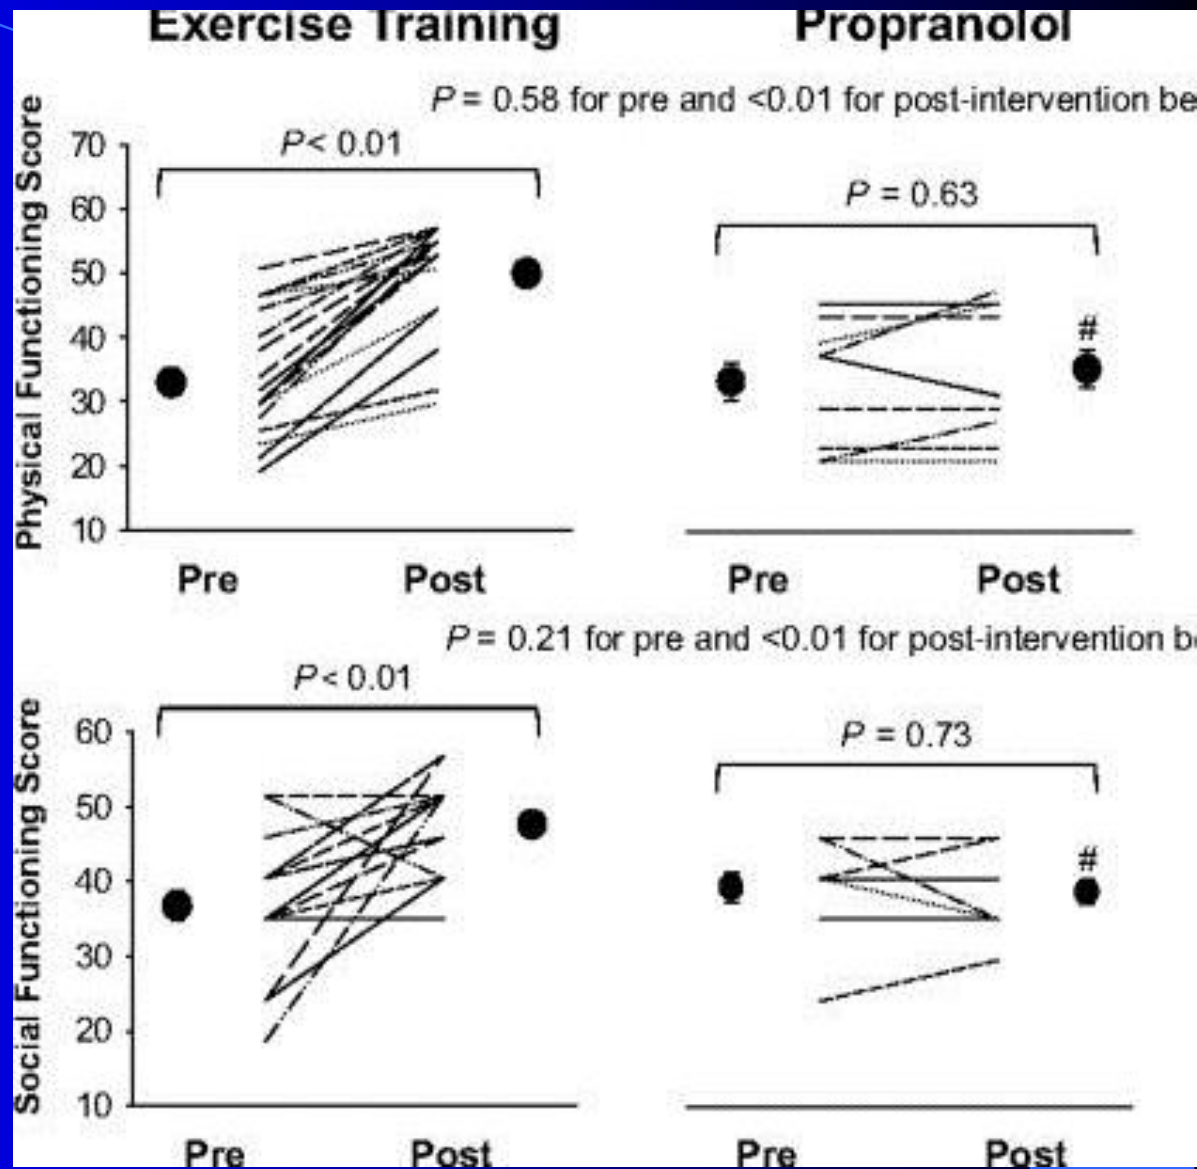 Exercise Training Propranolol
P = 0.58 for pre and <0.01 for post-intervention be
P< 0.01
P = 0.63
Physical Functioning Score
70
60
50
40
30
20
10
#
Pre Post Pre Post
P = 0.21 for pre and <0.01 for post-intervention be
P< 0.01
P = 0.73
Social Functioning Score
60
50
40
30
20
10
#
Pre Post Pre Post